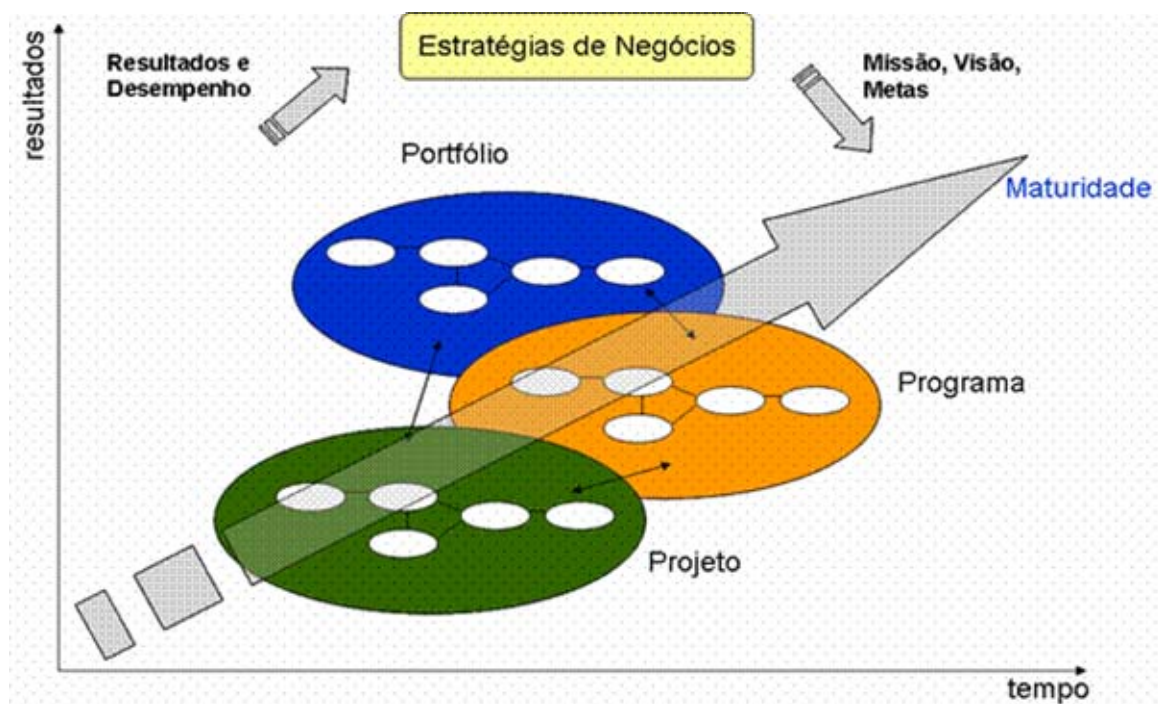 Estratégias de Negócios
resultados
Resultados e
Desempenho
Missão, Visão,
Metas
Portfólio
Maturidade
Programa
Projeto
tempo